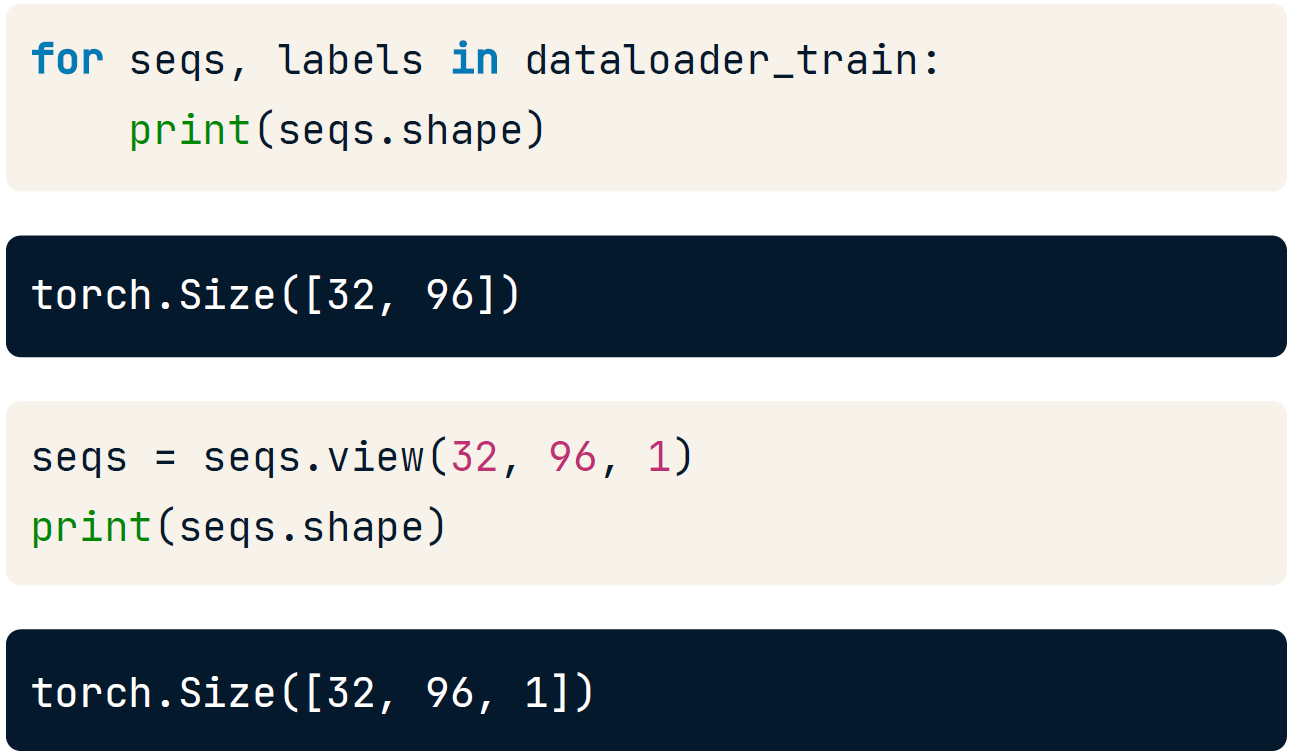 for seqs, labels in dataloader_train:
    print(seqs.shape)
torch.Size([32, 96])
seqs = seqs.view(32, 96, 1)
print(seqs.shape)
torch.Size([32, 96, 1])